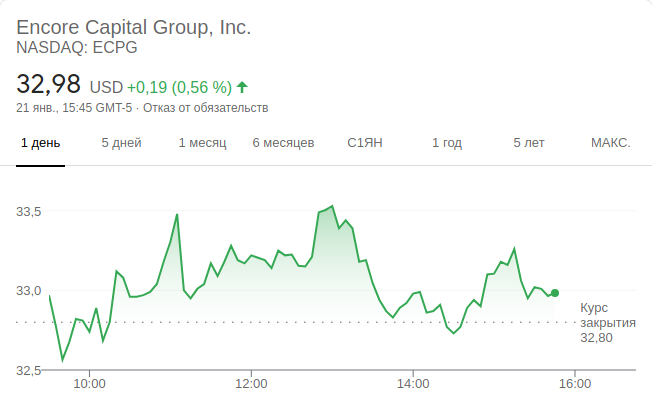 Encore Capital Group, Inc.
NASDAQ: ECPG
32,98 USD +0,19 (0,56 %)
21 янв., 15:45 GMT-5 · Отказ от обязательств
1 день 5 дней 1 месяц 6 месяцев С1ЯН 1 год 5 лет МАКС.
33,5
33,0
Курс
закрытия
32,80
32,5
10:00 12:00 14:00 16:00